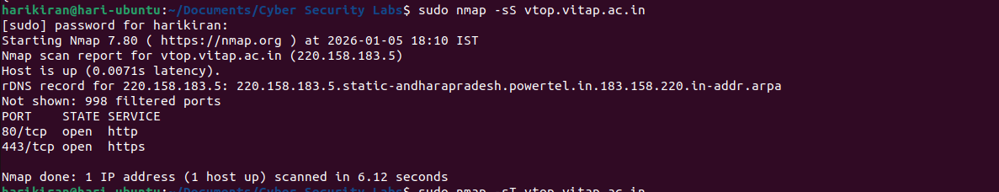 harikiran@hari-ubuntu:~/Documents/Cyber Security Labs$ sudo nmap -sS vtop.vitap.ac.in
[sudo] password for harikiran:
Starting Nmap 7.80 ( https://nmap.org ) at 2026-01-05 18:10 IST
Nmap scan report for vtop.vitap.ac.in (220.158.183.5)
Host is up (0.0071s latency).
rDNS record for 220.158.183.5: 220.158.183.5.static-andharapradesh.powertel.in.183.158.220.in-addr.arpa
Not shown: 998 filtered ports
PORT    STATE SERVICE
80/tcp  open  http
443/tcp open  https
Nmap done: 1 IP address (1 host up) scanned in 6.12 seconds
harikiran@hari-ubuntu:~/Documents/Cyber Security Labs$ sudo nmap -sT vtop.vitap.ac.in